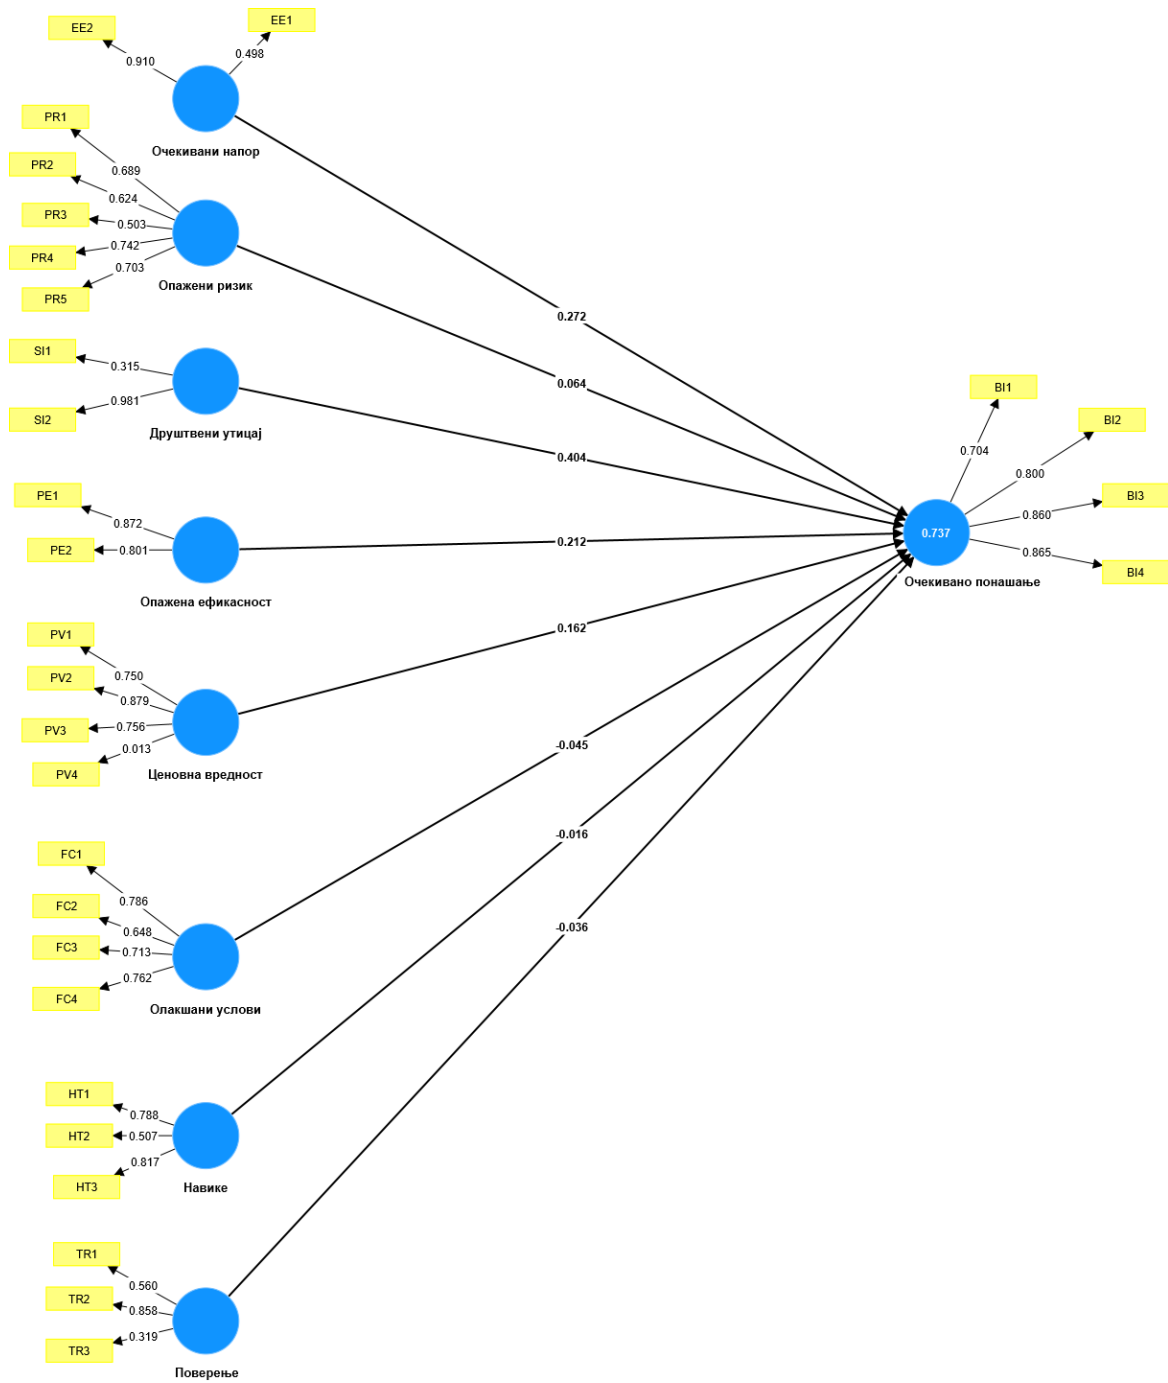 EE2
EE1
0.910
0.498
Очекивани напор
PR1
PR2
PR3
PR4
PR5
0.689
0.624
0.503
0.742
0.703
Опажени ризик
SI1
SI2
0.315
0.981
Друштвени утицај
PE1
PE2
0.872
0.801
Опажена ефикасност
PV1
PV2
PV3
PV4
0.750
0.879
0.756
0.013
Ценовна вредност
FC1
FC2
FC3
FC4
0.786
0.648
0.713
0.762
Олакшани услови
HT1
HT2
HT3
0.788
0.507
0.817
Навике
TR1
TR2
TR3
0.560
0.858
0.319
Поверење
0.272
0.064
0.404
0.212
0.162
-0.045
-0.016
-0.036
0.737
Очекивано понашање
BI1
BI2
BI3
BI4
0.704
0.800
0.860
0.865